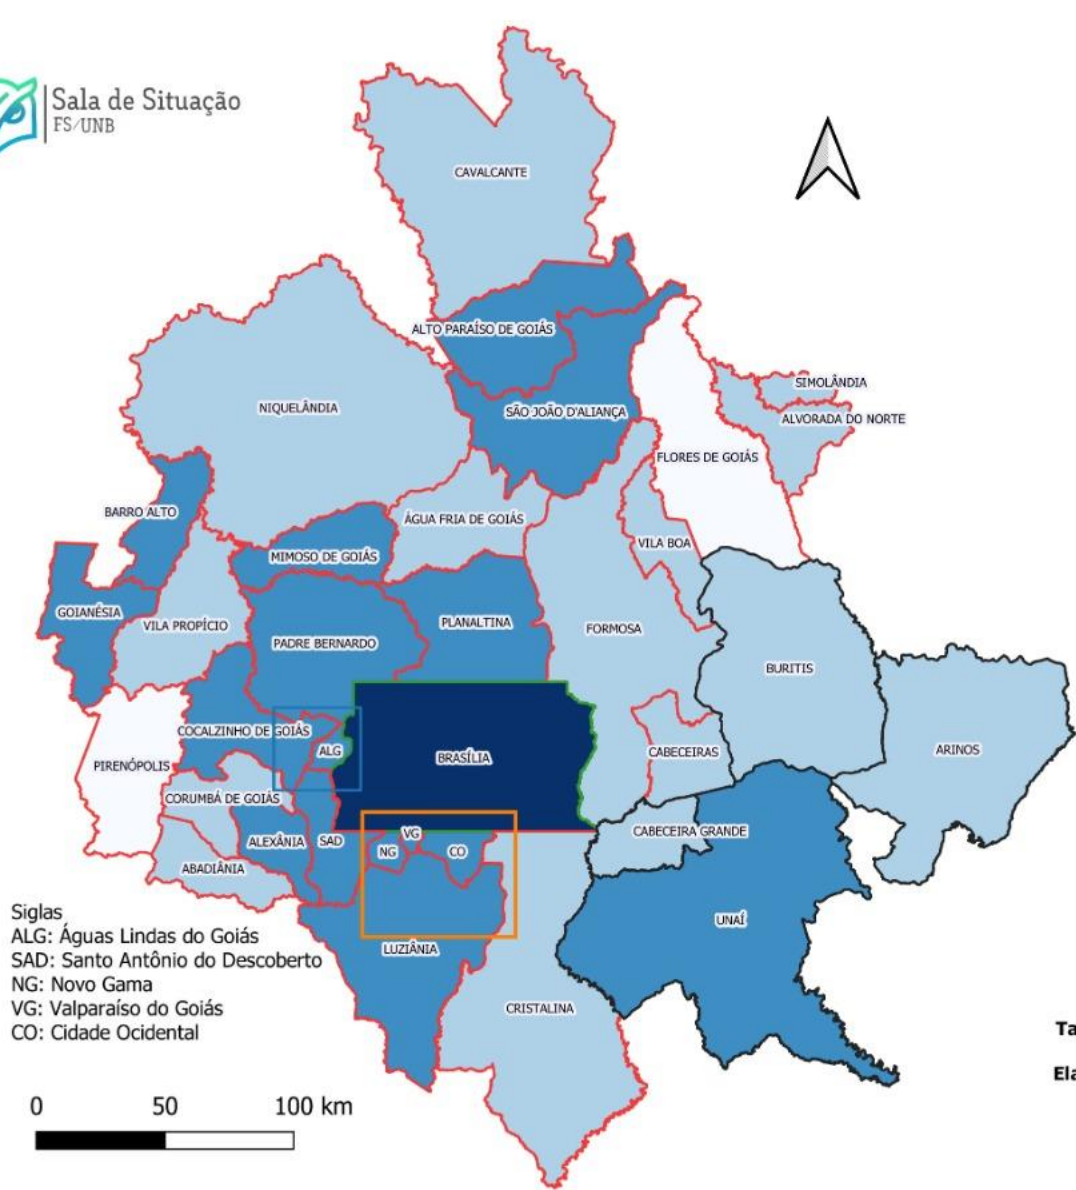 Sala de Situação
FS/UNB
CAVALCANTE
ALTO PARAÍSO DE GOIÁS
SIMOLÂNDIA
NIQUELÂNDIA
SÃO JOÃO D'ALIANÇA
ALVORADA DO NORTE
FLORES DE GOIÁS
BARRO ALTO
ÁGUA FRIA DE GOIÁS
VILA BOA
MIMOSO DE GOIÁS
GOIANÉSIA
VILA PROPÍCIO
PLANALTINA
FORMOSA
PADRE BERNARDO
BURITIS
COCALZINHO DE GOIÁS
ALG
BRASÍLIA
CABECEIRAS
ARINOS
PIRENÓPOLIS
CORUMBÁ DE GOIÁS
VG
CABECEIRA GRANDE
ALEXÂNIA
SAD
NG
CO
ABADIÂNIA
UNAÍ
LUZIÂNIA
CRISTALINA
Siglas
ALG: Águas Lindas do Goiás
SAD: Santo Antônio do Descoberto
NG: Novo Gama
VG: Valparaíso do Goiás
CO: Cidade Ocidental
Ta
Ela
0 50 100 km